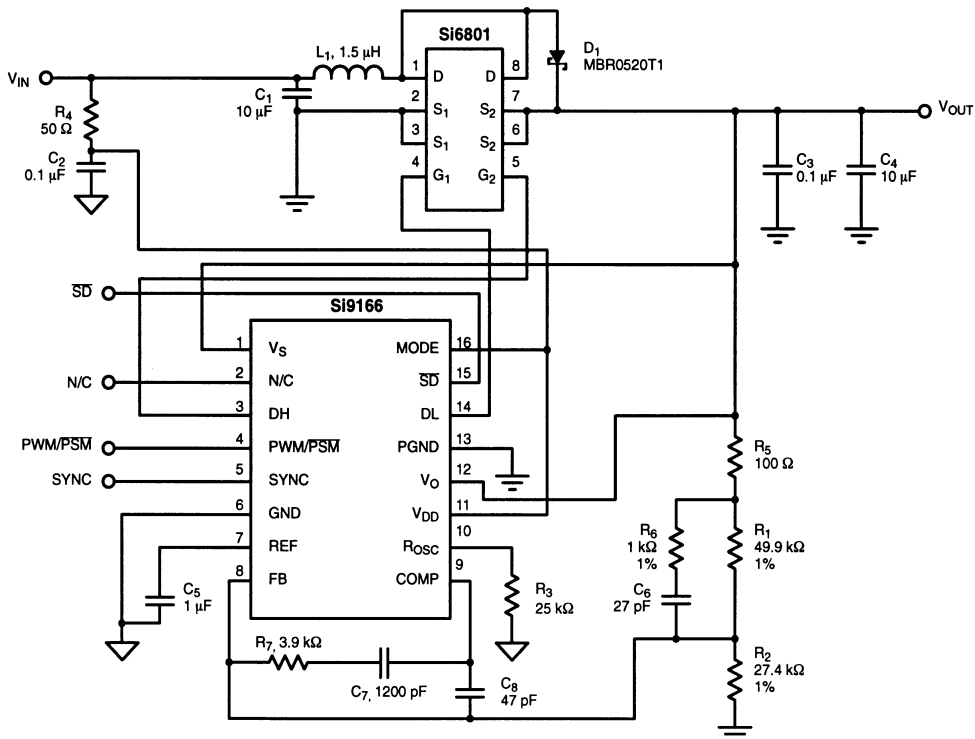 Si6801
L1, 1.5 µH
D1
MBR0520T1
VIN
1 D D 8
2 S1 S2 7
3 S1 S2 6
4 G1 G2 5
C1
10 µF
R4
50 Ω
C2
0.1 µF
VOUT
C3
0.1 µF
C4
10 µF
SD
Si9166
1 VS MODE 16
N/C 2 N/C SD 15
3 DH DL 14
PWM/PSM 4 PWM/PSM PGND 13
SYNC 5 SYNC VO 12
6 GND VDD 11
7 REF ROSC 10
8 FB COMP 9
R5
100 Ω
R6
1 kΩ
1%
R1
49.9 kΩ
1%
C5
1 µF
R3
25 kΩ
C6
27 pF
R7, 3.9 kΩ
C7, 1200 pF
C8
47 pF
R2
27.4 kΩ
1%